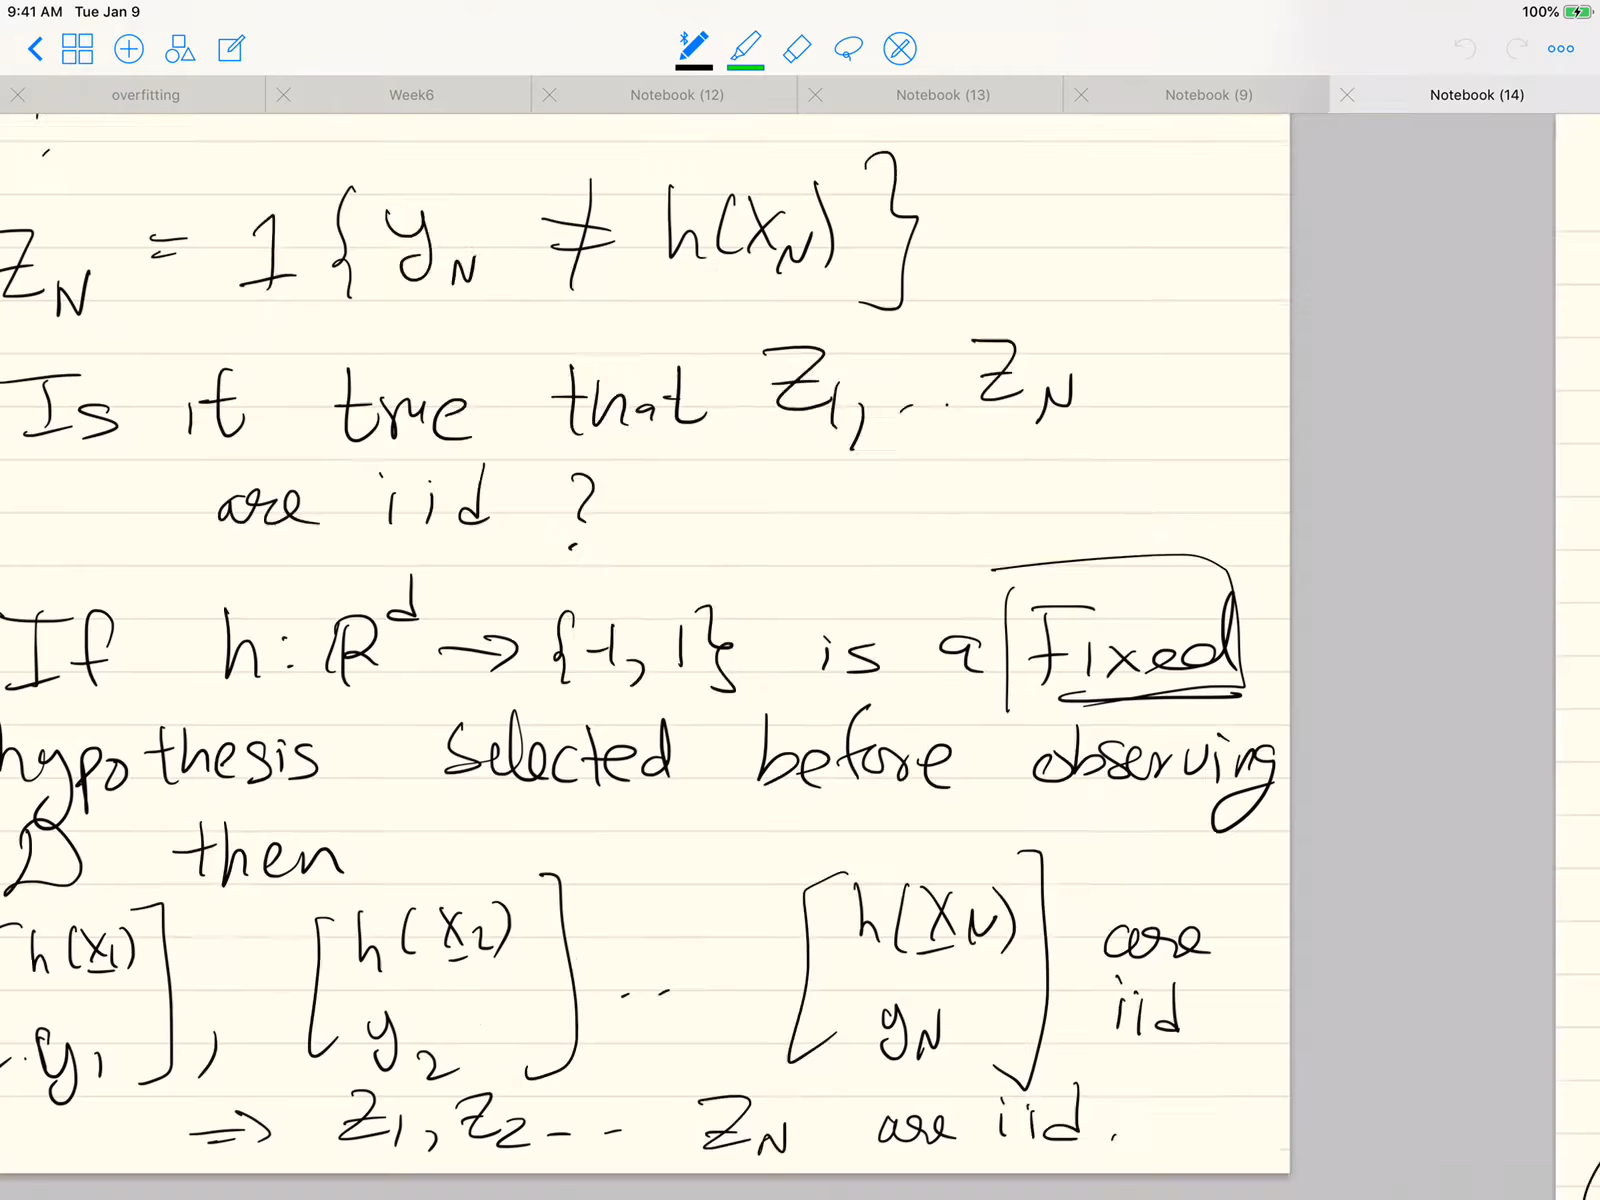 9:41 AM Tue Jan 9 100%
overfitting Week6 Notebook (12) Notebook (13) Notebook (9) Notebook (14)
Z_N = 1 { y_N ≠ h(x_N) }
Is it true that Z_1, .. Z_N
are iid ?
If h : ℝ^d → {-1, 1} is a Fixed
hypothesis selected before observing
D then
[h(x_1) y_1], [h(x_2) y_2] .. [h(x_N) y_N] are iid
⇒ Z_1, Z_2 -- Z_N are iid.